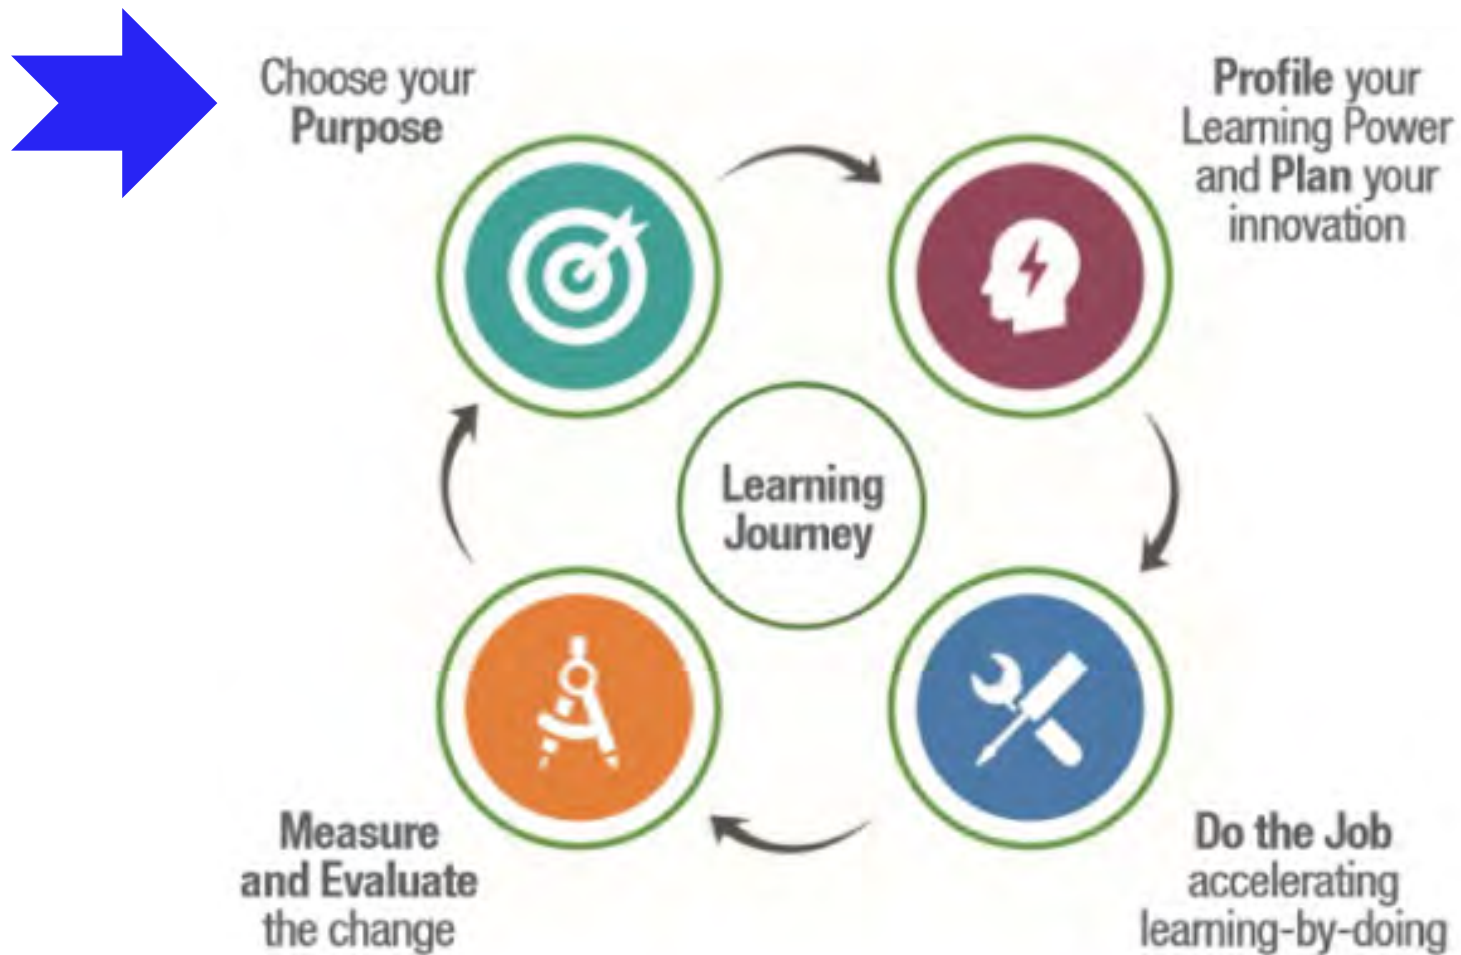 Choose your
Purpose
Profile your
Learning Power
and Plan your
innovation
Learning
Journey
Measure
and Evaluate
the change
Do the Job
accelerating
learning-by-doing